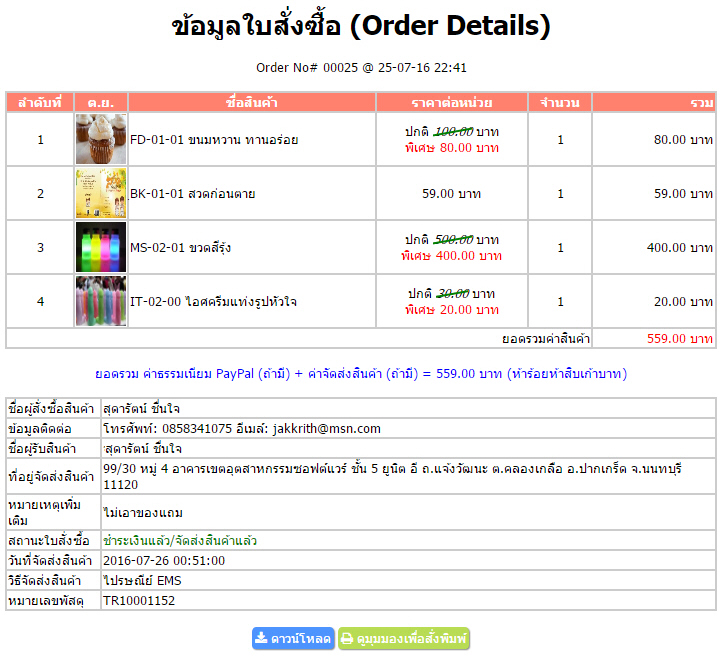 ข้อมูลใบสั่งซื้อ (Order Details)
Order No# 00025 @ 25-07-16 22:41
ลำดับที่ ต.ย. ชื่อสินค้า ราคาต่อหน่วย จำนวน รวม
1 FD-01-01 ขนมหวาน ทานอร่อย ปกติ 100.00 บาท 1 80.00 บาท
พิเศษ 80.00 บาท
2 BK-01-01 สวดก่อนตาย 59.00 บาท 1 59.00 บาท
3 MS-02-01 ขวดสีรุ้ง ปกติ 500.00 บาท 1 400.00 บาท
พิเศษ 400.00 บาท
4 IT-02-00 ไอศครีมแท่งรูปหัวใจ ปกติ 30.00 บาท 1 20.00 บาท
พิเศษ 20.00 บาท
ยอดรวมค่าสินค้า 559.00 บาท
ยอดรวม ค่าธรรมเนียม PayPal (ถ้ามี) + ค่าจัดส่งสินค้า (ถ้ามี) = 559.00 บาท (ห้าร้อยห้าสิบเก้าบาท)
ชื่อผู้สั่งซื้อสินค้า สุดารัตน์ ชื่นใจ
ข้อมูลติดต่อ โทรศัพท์: 0858341075 อีเมล์: jakkrith@msn.com
ชื่อผู้รับสินค้า สุดารัตน์ ชื่นใจ
ที่อยู่จัดส่งสินค้า 99/30 หมู่ 4 อาคารเขตอุตสาหกรรมซอฟต์แวร์ ชั้น 5 ยูนิต อี ถ.แจ้งวัฒนะ ต.คลองเกลือ อ.ปากเกร็ด จ.นนทบุรี
11120
หมายเหตุเพิ่ม
เติม ไม่เอาของแถม
สถานะใบสั่งซื้อ ชำระเงินแล้ว/จัดส่งสินค้าแล้ว
วันที่จัดส่งสินค้า 2016-07-26 00:51:00
วิธีจัดส่งสินค้า ไปรษณีย์ EMS
หมายเลขพัสดุ TR10001152
ดาวน์โหลด ดูมุมมองเพื่อสั่งพิมพ์